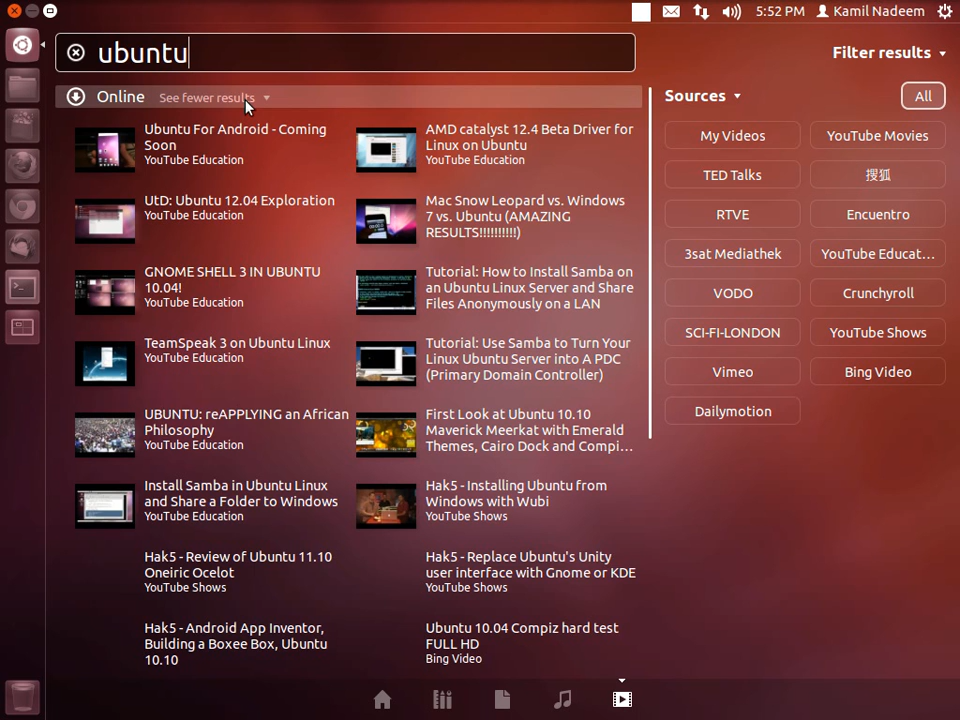 5:52 PM
Kamil Nadeem
ubuntu
Filter results
Online
See fewer results
Ubuntu For Android - Coming
Soon
YouTube Education
AMD catalyst 12.4 Beta Driver for
Linux on Ubuntu
YouTube Education
UtD: Ubuntu 12.04 Exploration
YouTube Education
Mac Snow Leopard vs. Windows
7 vs. Ubuntu (AMAZING
RESULTS!!!!!!!!!!)
GNOME SHELL 3 IN UBUNTU
10.04!
YouTube Education
Tutorial: How to Install Samba on
an Ubuntu Linux Server and Share
Files Anonymously on a LAN
TeamSpeak 3 on Ubuntu Linux
YouTube Education
Tutorial: Use Samba to Turn Your
Linux Ubuntu Server into A PDC
(Primary Domain Controller)
UBUNTU: reAPPLYING an African
Philosophy
YouTube Education
First Look at Ubuntu 10.10
Maverick Meerkat with Emerald
Themes, Cairo Dock and Compi...
Install Samba in Ubuntu Linux
and Share a Folder to Windows
YouTube Education
Hak5 - Installing Ubuntu from
Windows with Wubi
YouTube Shows
Hak5 - Review of Ubuntu 11.10
Oneiric Ocelot
YouTube Shows
Hak5 - Replace Ubuntu's Unity
user interface with Gnome or KDE
YouTube Shows
Hak5 - Android App Inventor,
Building a Boxee Box, Ubuntu
10.10
Ubuntu 10.04 Compiz hard test
FULL HD
Bing Video
Sources
All
My Videos
YouTube Movies
TED Talks
搜狐
RTVE
Encuentro
3sat Mediathek
YouTube Educat...
VODO
Crunchyroll
SCI-FI-LONDON
YouTube Shows
Vimeo
Bing Video
Dailymotion